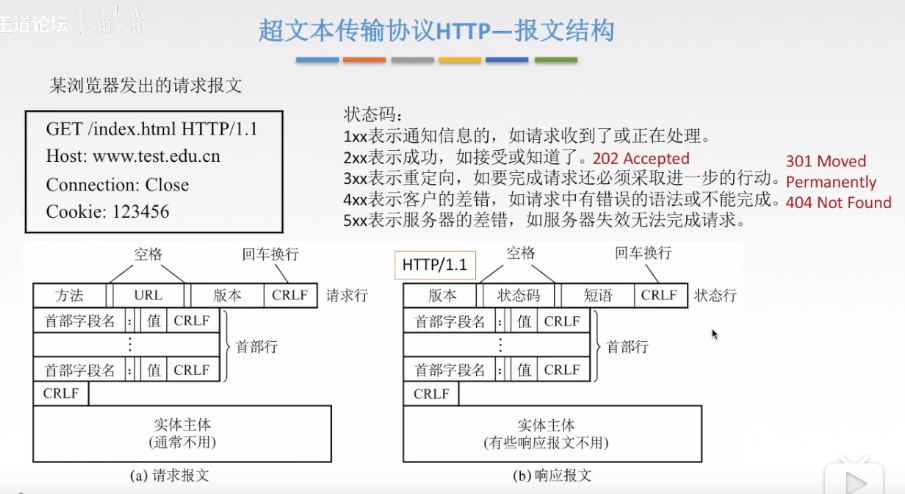 王道论坛
超文本传输协议HTTP—报文结构
某浏览器发出的请求报文
GET /index.html HTTP/1.1
Host: www.test.edu.cn
Connection: Close
Cookie: 123456
状态码：
1xx表示通知信息的，如请求收到了或正在处理。
2xx表示成功，如接受或知道了。202 Accepted
3xx表示重定向，如要完成请求还必须采取进一步的行动。301 Moved Permanently
4xx表示客户的差错，如请求中有错误的语法或不能完成。404 Not Found
5xx表示服务器的差错，如服务器失效无法完成请求。
空格 回车换行
方法 URL 版本 CRLF 请求行
首部字段名 : 值 CRLF
⋮ ⋮
首部行
首部字段名 : 值 CRLF
CRLF
实体主体
(通常不用)
(a) 请求报文
HTTP/1.1 空格 回车换行
版本 状态码 短语 CRLF 状态行
首部字段名 : 值 CRLF
⋮
首部行
首部字段名 : 值 CRLF
CRLF
实体主体
(有些响应报文不用)
(b) 响应报文